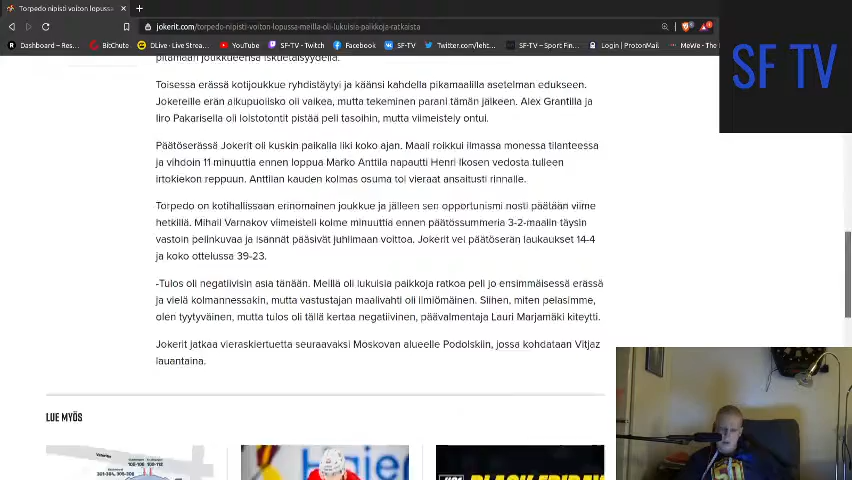 Torpedo nipisti voiton lopussa
jokerit.com/torpedo-nipisti-voiton-lopussa-meilla-oli-lukuisia-paikkoja-ratkaista
Dashboard – Res... BitChute DLive · Live Strea... YouTube SF-TV - Twitch Facebook SF-TV Twitter.com/lehtc... SF-TV – Sport Fin... Login | ProtonMail MeWe - The
SF TV
pitämään joukkueensa iskuetäisyydellä.
Toisessa erässä kotijoukkue ryhdistäytyi ja käänsi kahdella pikamaalilla asetelman edukseen.
Jokereille erän alkupuolisko oli vaikea, mutta tekeminen parani tämän jälkeen. Alex Grantilla ja
Iiro Pakarisella oli loistotontit pistää peli tasoihin, mutta viimeistely ontui.
Päätöserässä Jokerit oli kuskin paikalla liki koko ajan. Maali roikkui ilmassa monessa tilanteessa
ja vihdoin 11 minuuttia ennen loppua Marko Anttila napautti Henri Ikosen vedosta tulleen
irtokiekon reppuun. Anttilan kauden kolmas osuma toi vieraat ansaitusti rinnalle.
Torpedo on kotihallissaan erinomainen joukkue ja jälleen sen opportunismi nosti päätään viime
hetkillä. Mihail Varnakov viimeisteli kolme minuuttia ennen päätössummeria 3-2-maalin täysin
vastoin pelinkuvaa ja isännät pääsivät juhlimaan voittoa. Jokerit vei päätöserän laukaukset 14-4
ja koko ottelussa 39-23.
-Tulos oli negatiivisin asia tänään. Meillä oli lukuisia paikkoja ratkoa peli jo ensimmäisessä erässä
ja vielä kolmannessakin, mutta vastustajan maalivahti oli ilmiömäinen. Siihen, miten pelasimme,
olen tyytyväinen, mutta tulos oli tällä kertaa negatiivinen, päävalmentaja Lauri Marjamäki kiteytti.
Jokerit jatkaa vieraskiertuetta seuraavaksi Moskovan alueelle Podolskiin, jossa kohdataan Vitjaz
lauantaina.
LUE MYÖS
BLACK FRIDAY